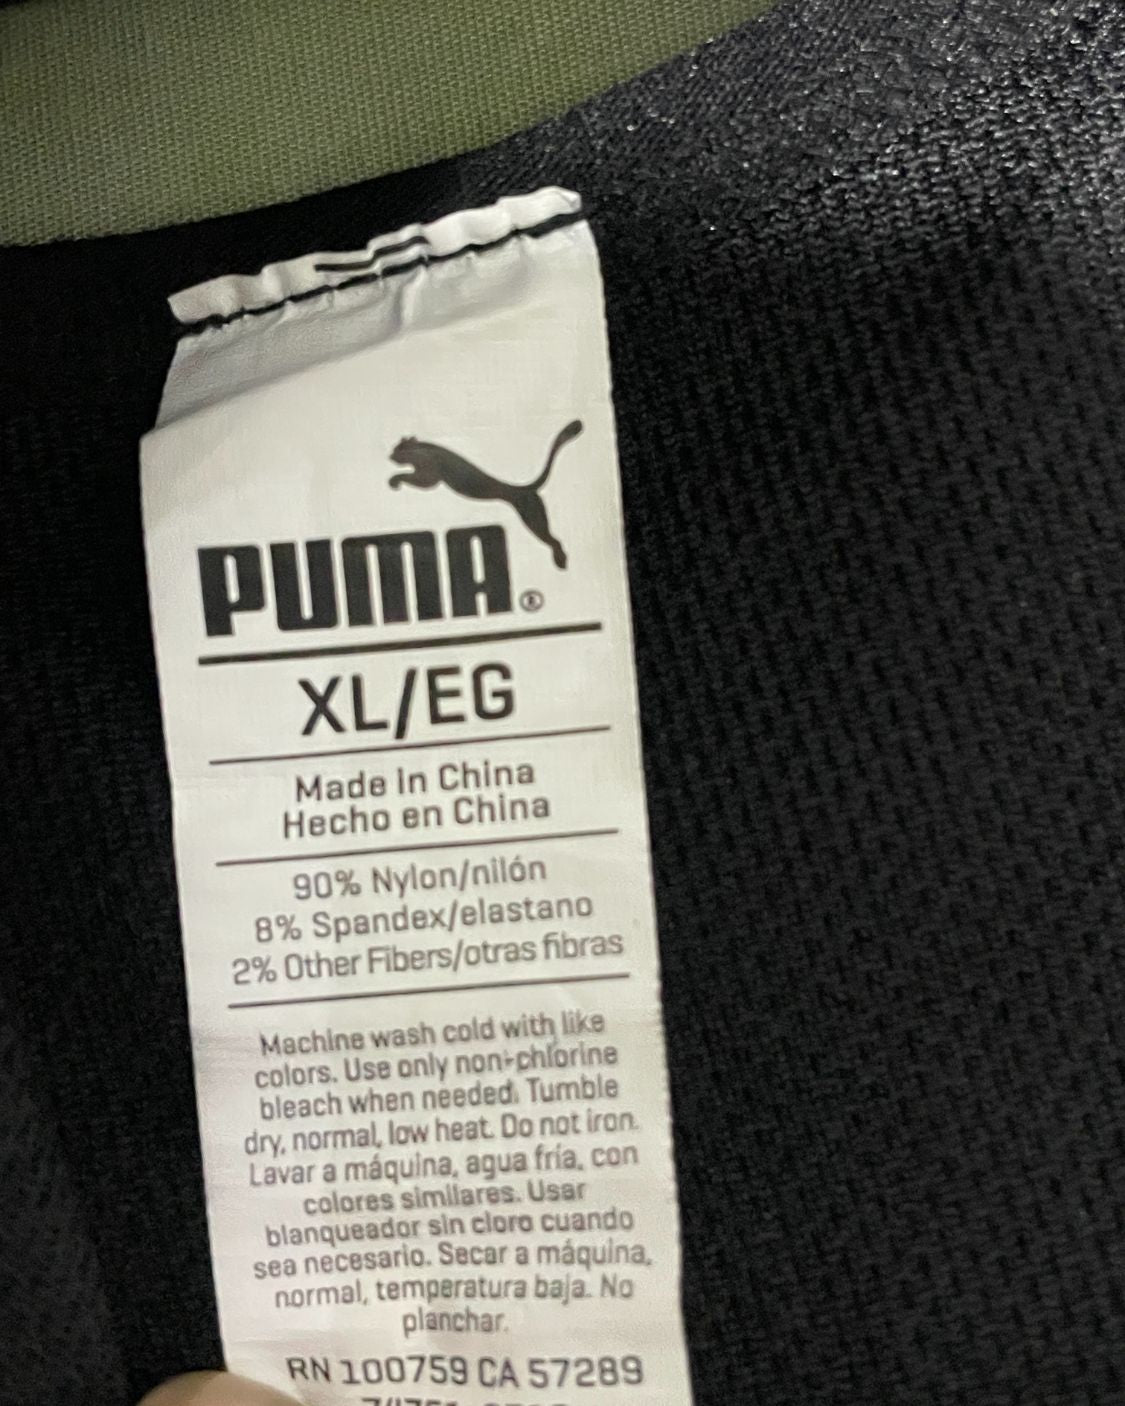 PUMA®
XL/EG
Made in China
Hecho en China
90% Nylon/nilón
8% Spandex/elastano
2% Other Fibers/otras fibras
Machine wash cold with like
colors. Use only non-chlorine
bleach when needed. Tumble
dry, normal, low heat. Do not iron.
Lavar a máquina, agua fría, con
colores similares. Usar
blanqueador sin cloro cuando
sea necesario. Secar a máquina,
normal, temperatura baja. No
planchar.
RN 100759 CA 57289